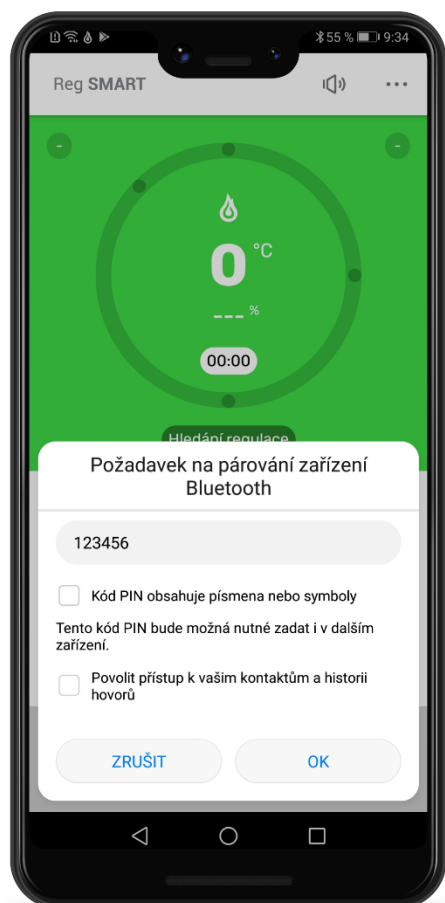 55 % 9:34
Reg SMART
-
-
0 °C
--- %
00:00
Hledání regulace
Požadavek na párování zařízení
Bluetooth
123456
Kód PIN obsahuje písmena nebo symboly
Tento kód PIN bude možná nutné zadat i v dalším
zařízení.
Povolit přístup k vašim kontaktům a historii
hovorů
ZRUŠIT
OK